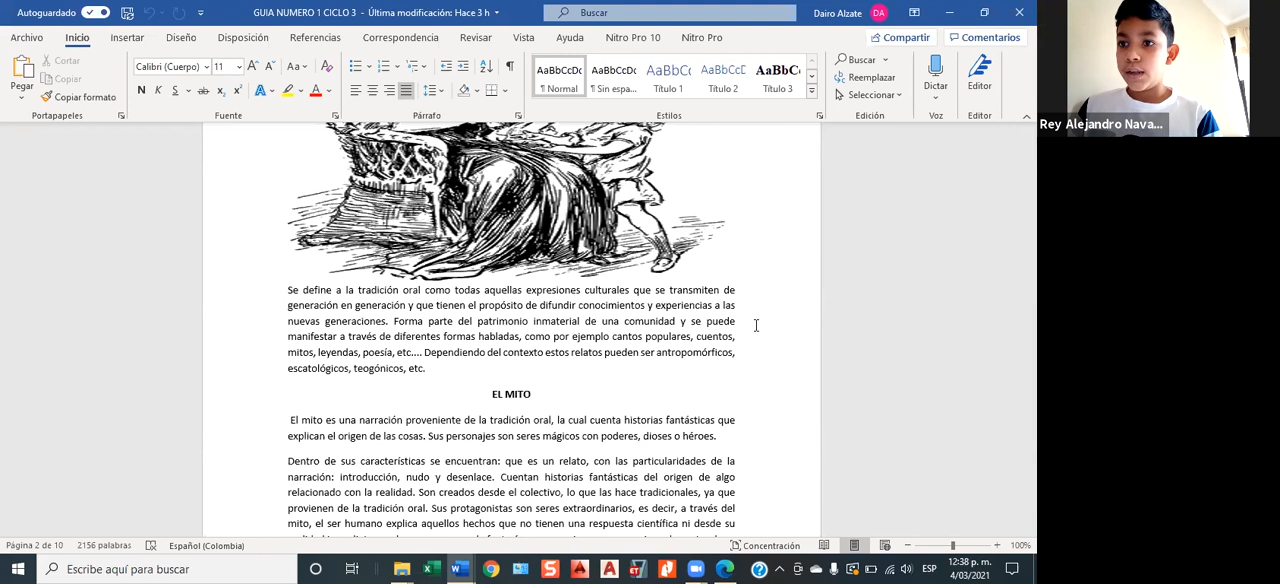 Autoguardado
GUIA NUMERO 1 CICLO 3 - Última modificación: Hace 3 h
Buscar
Dairo Alzate
DA
Archivo Inicio Insertar Diseño Disposición Referencias Correspondencia Revisar Vista Ayuda Nitro Pro 10 Nitro Pro
Compartir
Comentarios
Pegar
Cortar
Copiar
Copiar formato
Calibri (Cuerpo)
11
AaBbCcDc AaBbCcDc AaBbCc AaBbCcC AaBbC
¶ Normal ¶ Sin espa... Título 1 Título 2 Título 3
Buscar
Reemplazar
Seleccionar
Dictar
Editor
Portapapeles Fuente Párrafo Estilos Edición Voz Editor
Rey Alejandro Nava...
Se define a la tradición oral como todas aquellas expresiones culturales que se transmiten de
generación en generación y que tienen el propósito de difundir conocimientos y experiencias a las
nuevas generaciones. Forma parte del patrimonio inmaterial de una comunidad y se puede
manifestar a través de diferentes formas habladas, como por ejemplo cantos populares, cuentos,
mitos, leyendas, poesía, etc.... Dependiendo del contexto estos relatos pueden ser antropomórficos,
escatológicos, teogónicos, etc.
EL MITO
El mito es una narración proveniente de la tradición oral, la cual cuenta historias fantásticas que
explican el origen de las cosas. Sus personajes son seres mágicos con poderes, dioses o héroes.
Dentro de sus características se encuentran: que es un relato, con las particularidades de la
narración: introducción, nudo y desenlace. Cuentan historias fantásticas del origen de algo
relacionado con la realidad. Son creados desde el colectivo, lo que las hace tradicionales, ya que
provienen de la tradición oral. Sus protagonistas son seres extraordinarios, es decir, a través del
mito, el ser humano explica aquellos hechos que no tienen una respuesta científica ni desde su
Página 2 de 10 2156 palabras Español (Colombia)
Concentración
100%
Escribe aquí para buscar
ESP
12:38 p. m.
4/03/2021